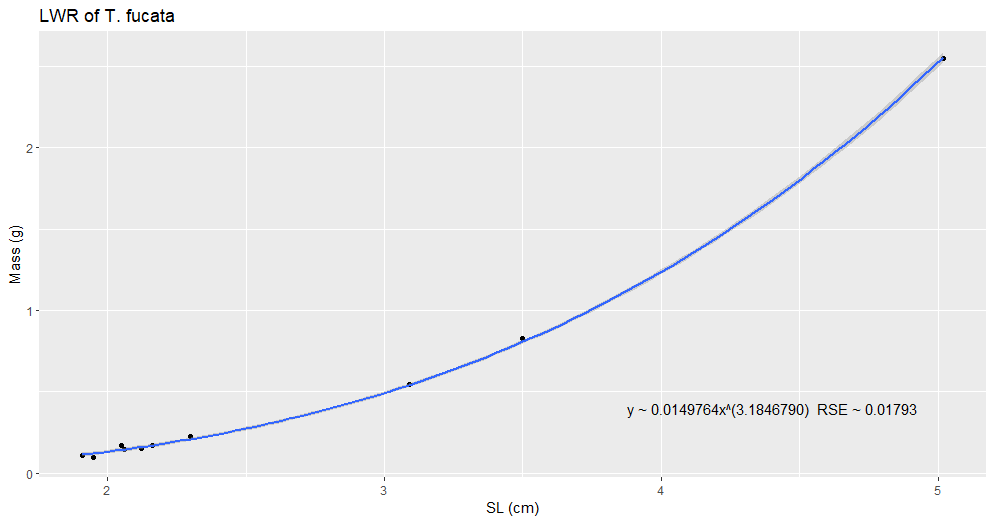 LWR of T. fucata
Mass (g)
2
1
0
y ~ 0.0149764x^(3.1846790) RSE ~ 0.01793
2 3 4 5
SL (cm)